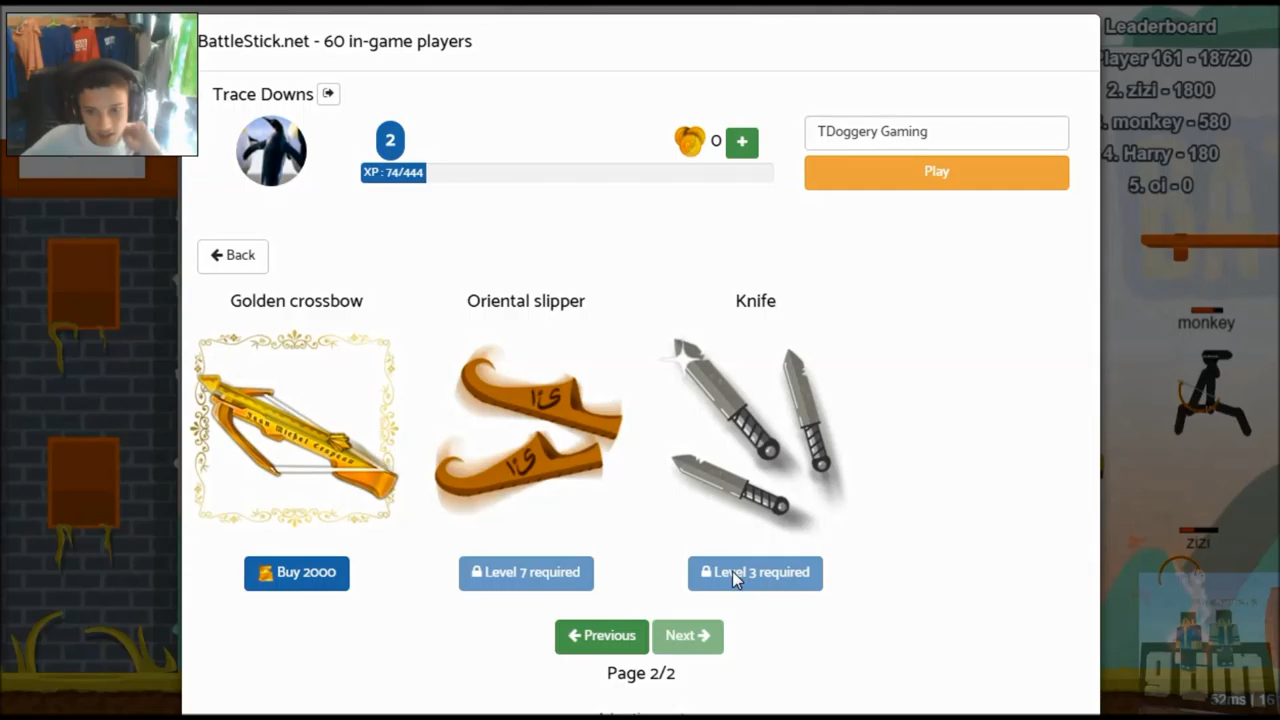 BattleStick.net - 60 in-game players
Trace Downs
2
XP : 74/444
0
TDoggery Gaming
Play
Back
Golden crossbow
Oriental slipper
Knife
Buy 2000
Level 7 required
Level 3 required
Previous
Next
Page 2/2
Leaderboard
Player 161 - 18720
2. zizi - 1800
. monkey - 580
4. Harry - 180
5. oi - 0
monkey
zizi
52ms | 16